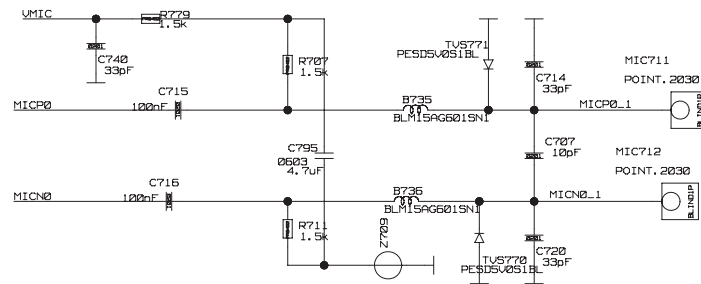 VMIC
R779
1.5k
C740
33pF
R707
1.5k
TVS771
PESD5V0S1BL
C714
33pF
MIC711
POINT.2030
C715
MICP0
100nF
B735
BLM15AG601SN1
MICP0_1
BLIND1P
C795
0603
4.7uF
C707
10pF
MIC712
POINT.2030
C716
MICN0
100nF
B736
BLM15AG601SN1
MICN0_1
BLIND1P
R711
1.5k
Z709
TVS770
PESD5V0S1BL
C720
33pF